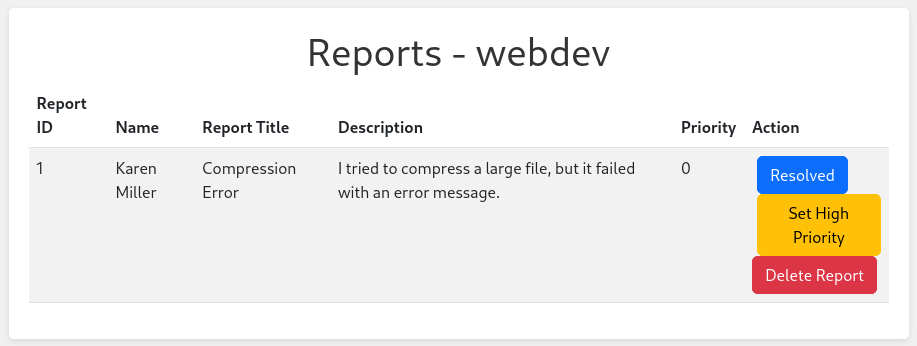 Reports - webdev
Report ID Name Report Title Description Priority Action
1 Karen Miller Compression Error I tried to compress a large file, but it failed with an error message. 0 Resolved
Set High Priority
Delete Report